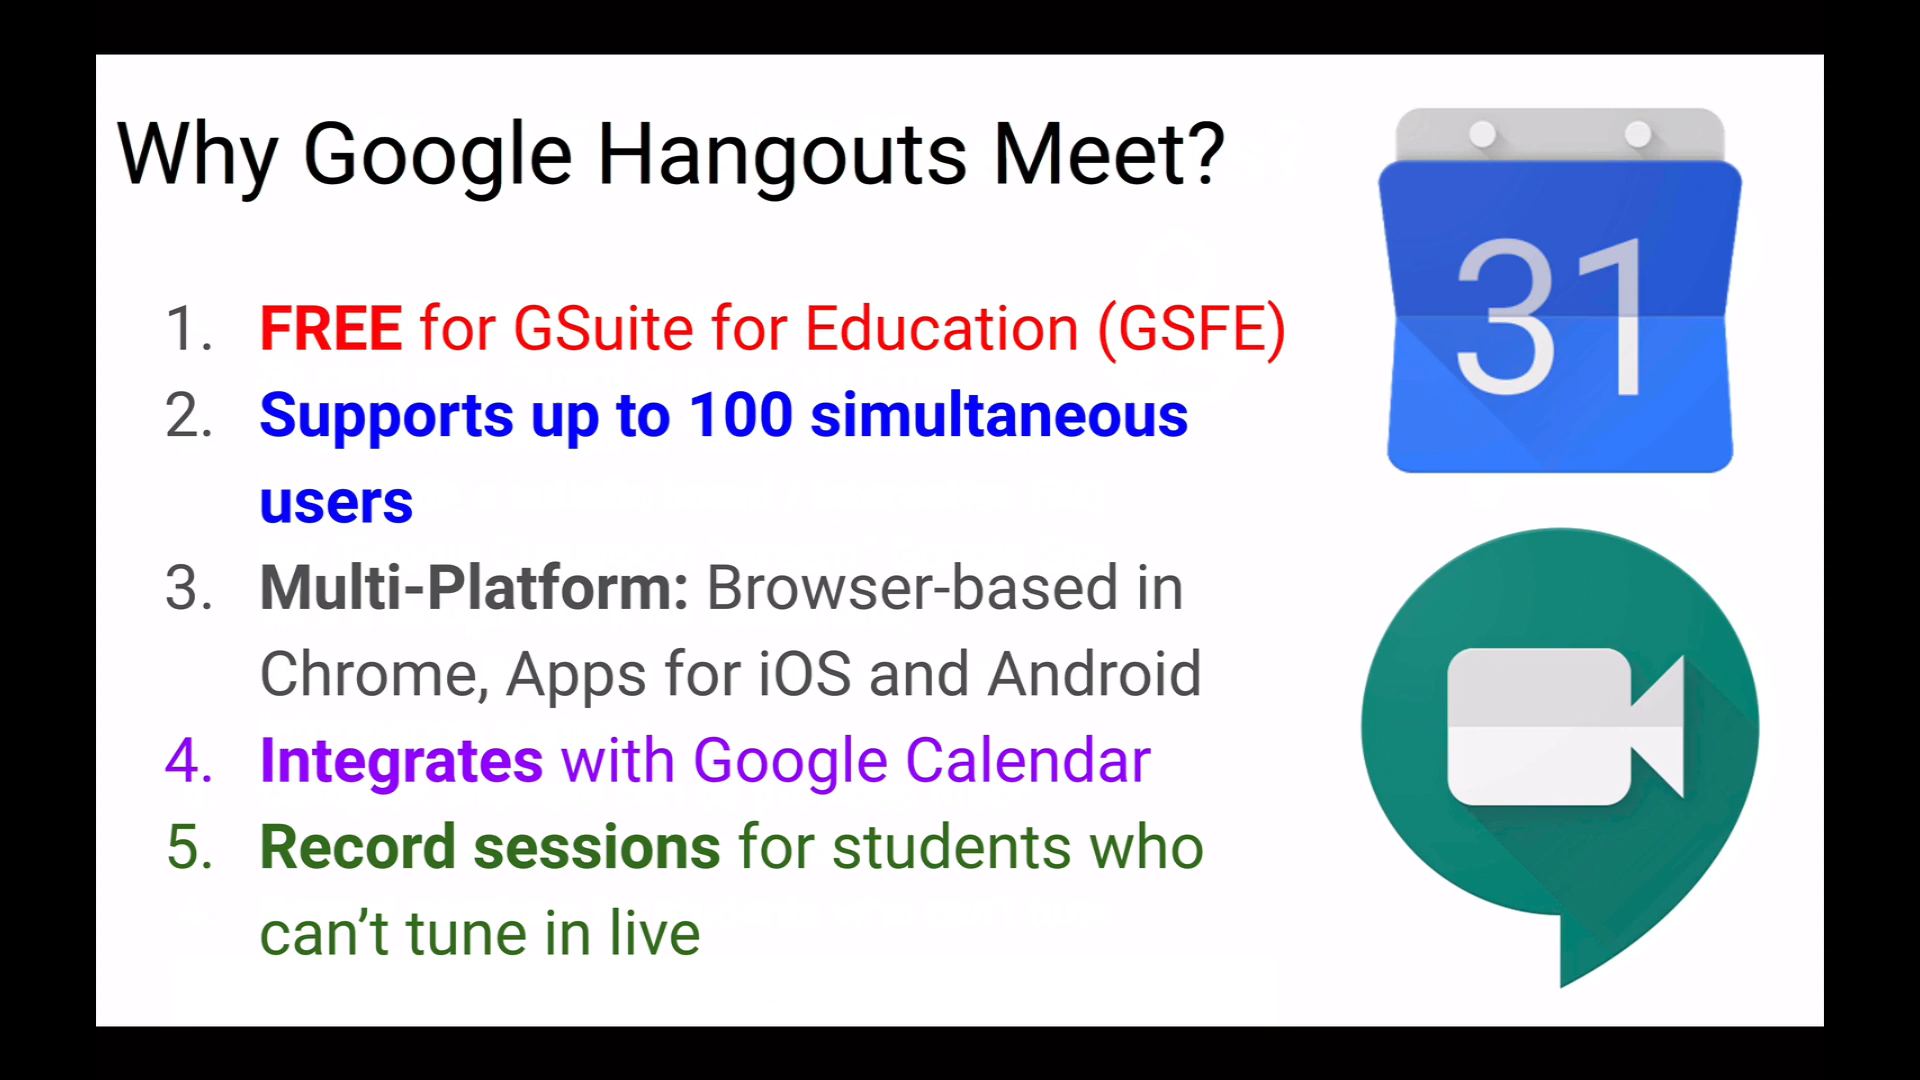 Why Google Hangouts Meet?
31
1. FREE for GSuite for Education (GSFE)
2. Supports up to 100 simultaneous
users
3. Multi-Platform: Browser-based in
Chrome, Apps for iOS and Android
4. Integrates with Google Calendar
5. Record sessions for students who
can’t tune in live